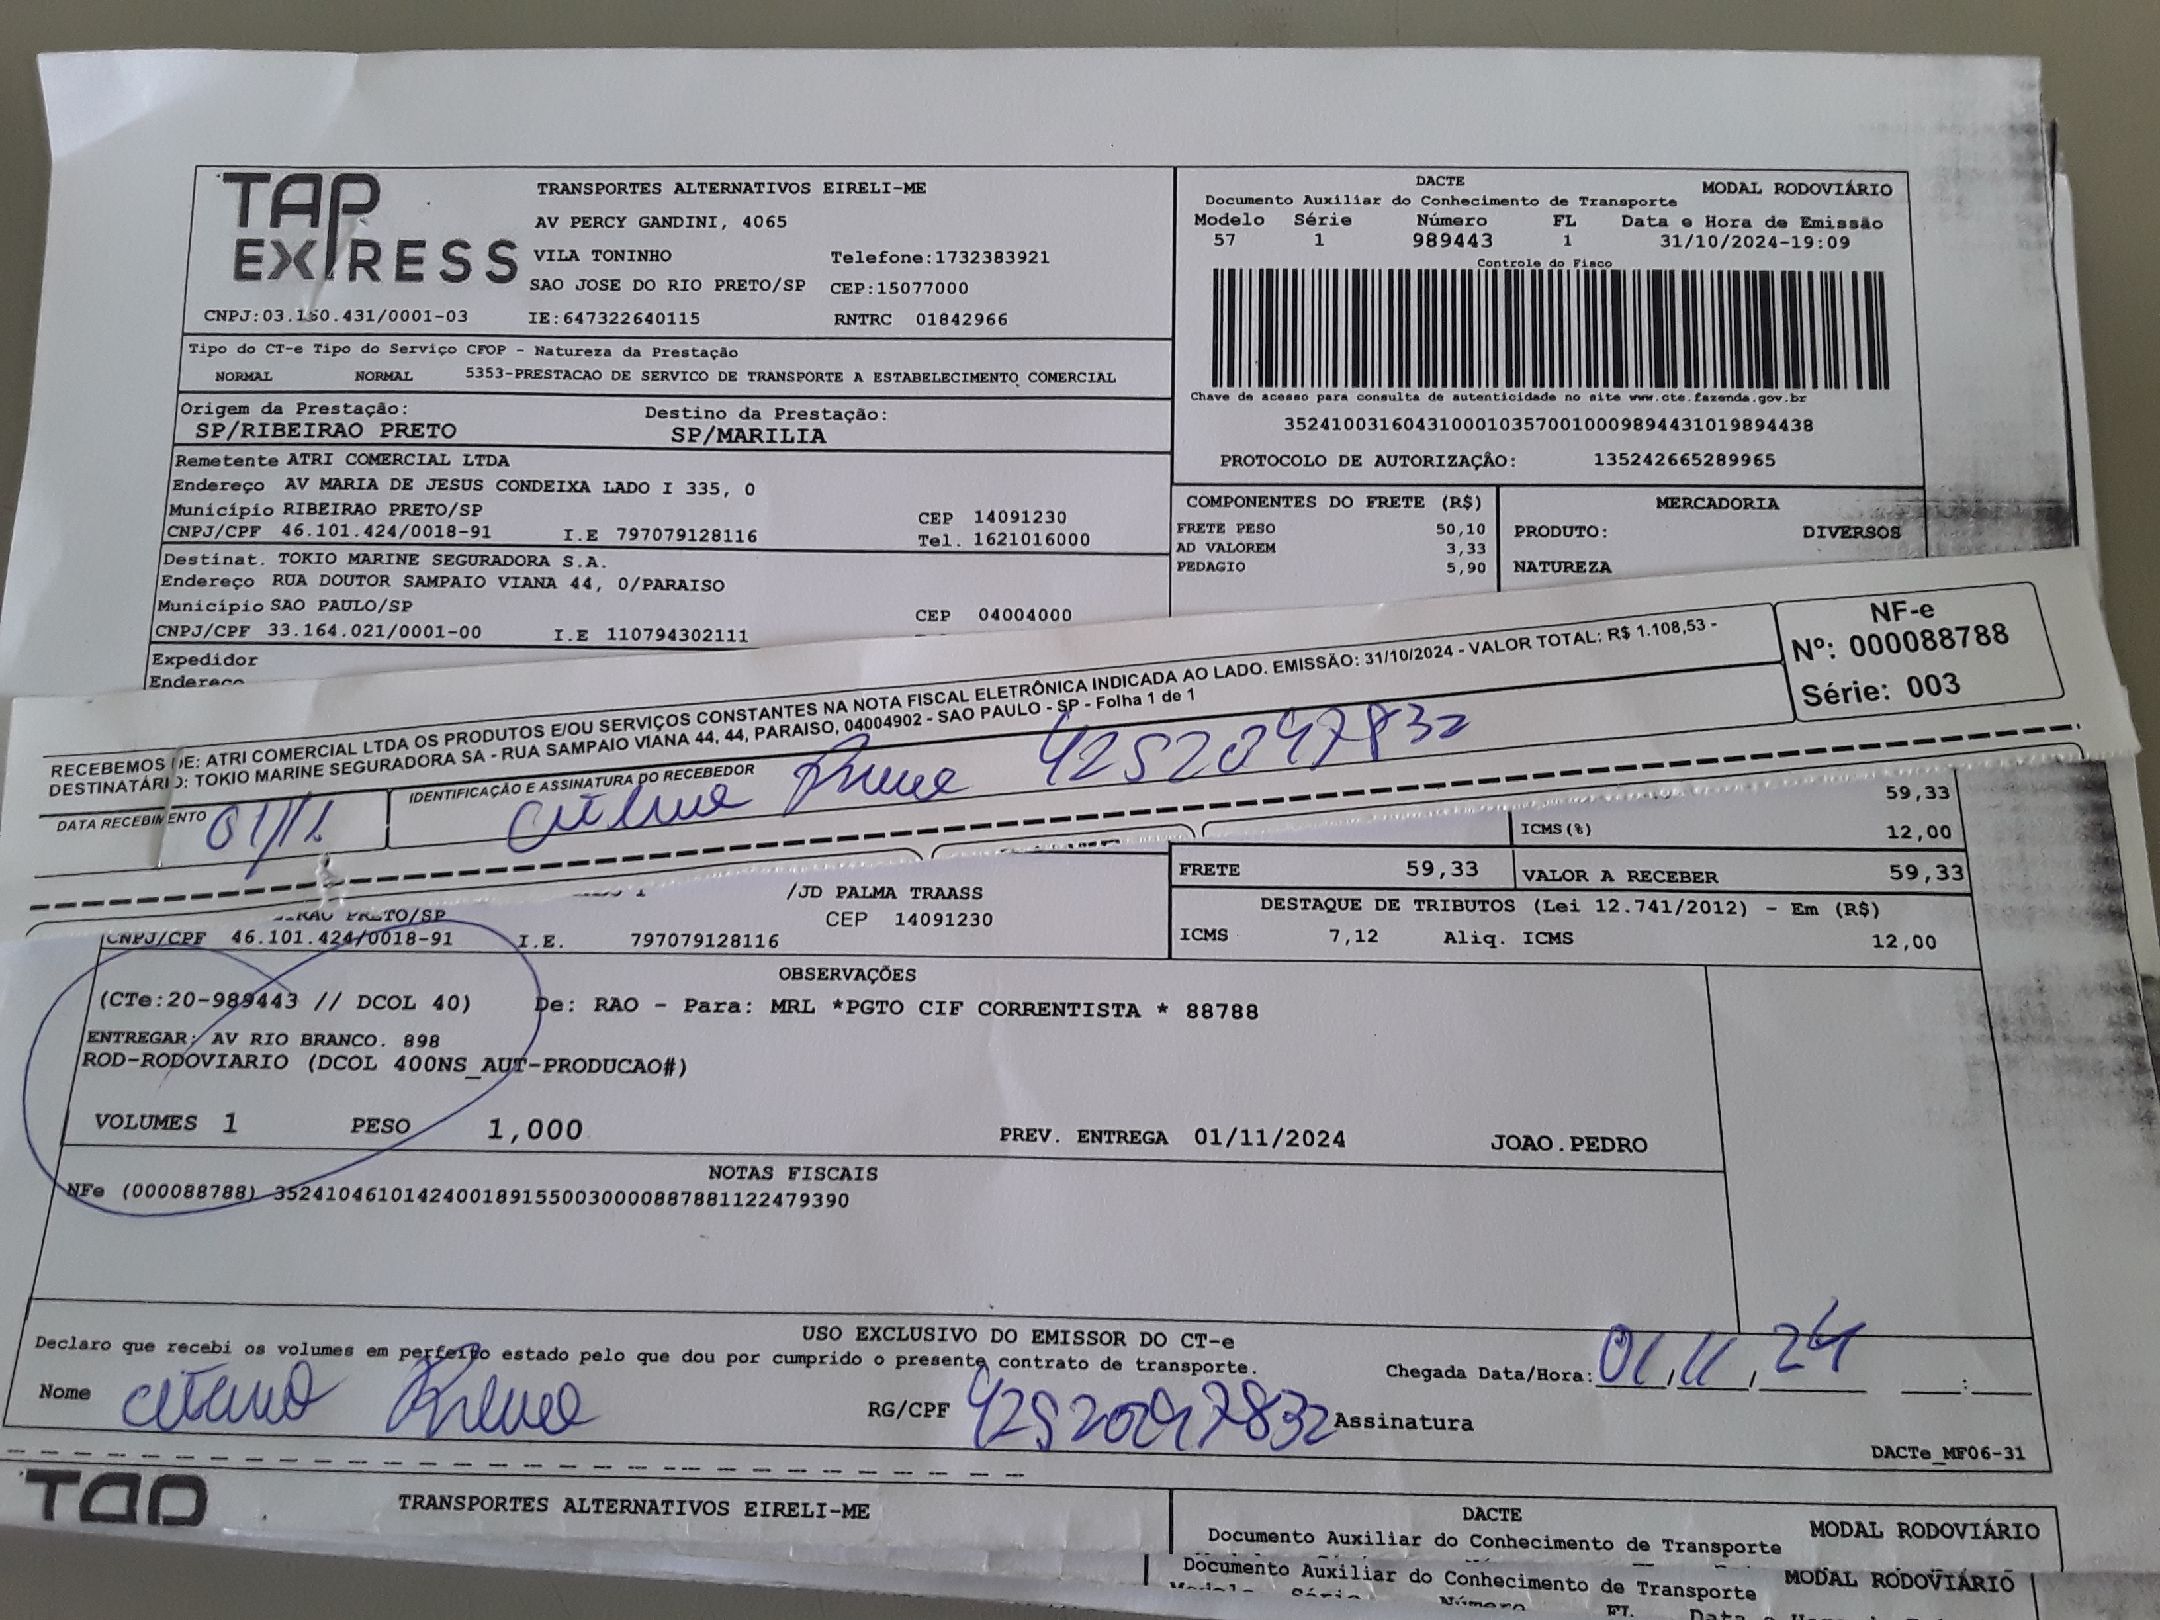 TAP EXPRESS
TRANSPORTES ALTERNATIVOS EIRELI-ME
AV PERCY GANDINI, 4065
VILA TONINHO Telefone:1732383921
SAO JOSE DO RIO PRETO/SP CEP:15077000
CNPJ:03.160.431/0001-03 IE:647322640115 RNTRC 01842966
DACTE MODAL RODOVIÁRIO
Documento Auxiliar do Conhecimento de Transporte
Modelo Série Número FL Data e Hora de Emissão
57 1 989443 1 31/10/2024-19:09
Controle do Fisco
Chave de acesso para consulta de autenticidade no site www.cte.fazenda.gov.br
35241003160431000103570010009894431019894438
PROTOCOLO DE AUTORIZAÇÃO: 135242665289965
Tipo do CT-e Tipo do Serviço CFOP - Natureza da Prestação
NORMAL NORMAL 5353-PRESTACAO DE SERVICO DE TRANSPORTE A ESTABELECIMENTO COMERCIAL
Origem da Prestação: Destino da Prestação:
SP/RIBEIRAO PRETO SP/MARILIA
Remetente ATRI COMERCIAL LTDA
Endereço AV MARIA DE JESUS CONDEIXA LADO I 335, 0
Município RIBEIRAO PRETO/SP CEP 14091230
CNPJ/CPF 46.101.424/0018-91 I.E 797079128116 Tel. 1621016000
Destinat. TOKIO MARINE SEGURADORA S.A.
Endereço RUA DOUTOR SAMPAIO VIANA 44, 0/PARAISO
Município SAO PAULO/SP CEP 04004000
CNPJ/CPF 33.164.021/0001-00 I.E 110794302111
Expedidor
Endereço
COMPONENTES DO FRETE (R$)
FRETE PESO 50,10
AD VALOREM 3,33
PEDAGIO 5,90
MERCADORIA
PRODUTO: DIVERSOS
NATUREZA
RECEBEMOS DE: ATRI COMERCIAL LTDA OS PRODUTOS E/OU SERVIÇOS CONSTANTES NA NOTA FISCAL ELETRÔNICA INDICADA AO LADO. EMISSÃO: 31/10/2024 - VALOR TOTAL: R$ 1.108,53 -
DESTINATÁRIO: TOKIO MARINE SEGURADORA SA - RUA SAMPAIO VIANA 44, 44, PARAISO, 04004902 - SAO PAULO - SP - Folha 1 de 1
NF-e
Nº: 000088788
Série: 003
DATA RECEBIMENTO 01/11
IDENTIFICAÇÃO E ASSINATURA DO RECEBEDOR 42520297832
59,33
ICMS(%) 12,00
FRETE 59,33 VALOR A RECEBER 59,33
DESTAQUE DE TRIBUTOS (Lei 12.741/2012) - Em (R$)
ICMS 7,12 Aliq. ICMS 12,00
/JD PALMA TRAASS
PRETO/SP CEP 14091230
CNPJ/CPF 46.101.424/0018-91 I.E. 797079128116
OBSERVAÇÕES
(CTe:20-989443 // DCOL 40) De: RAO - Para: MRL *PGTO CIF CORRENTISTA * 88788
ENTREGAR: AV RIO BRANCO. 898
ROD-RODOVIARIO (DCOL 400NS_AUT-PRODUCAO#)
VOLUMES 1 PESO 1,000 PREV. ENTREGA 01/11/2024 JOAO.PEDRO
NOTAS FISCAIS
NFe (000088788) 35241046101424001891550030000887881122479390
USO EXCLUSIVO DO EMISSOR DO CT-e
Declaro que recebi os volumes em perfeito estado pelo que dou por cumprido o presente contrato de transporte.
Chegada Data/Hora: 01/11/24 :
Nome RG/CPF 42520297832 Assinatura
DACTe_MF06-31
TAP
TRANSPORTES ALTERNATIVOS EIRELI-ME
DACTE MODAL RODOVIÁRIO
Documento Auxiliar do Conhecimento de Transporte
Documento Auxiliar do Conhecimento de Transporte MODAL RODOVIÁRIO